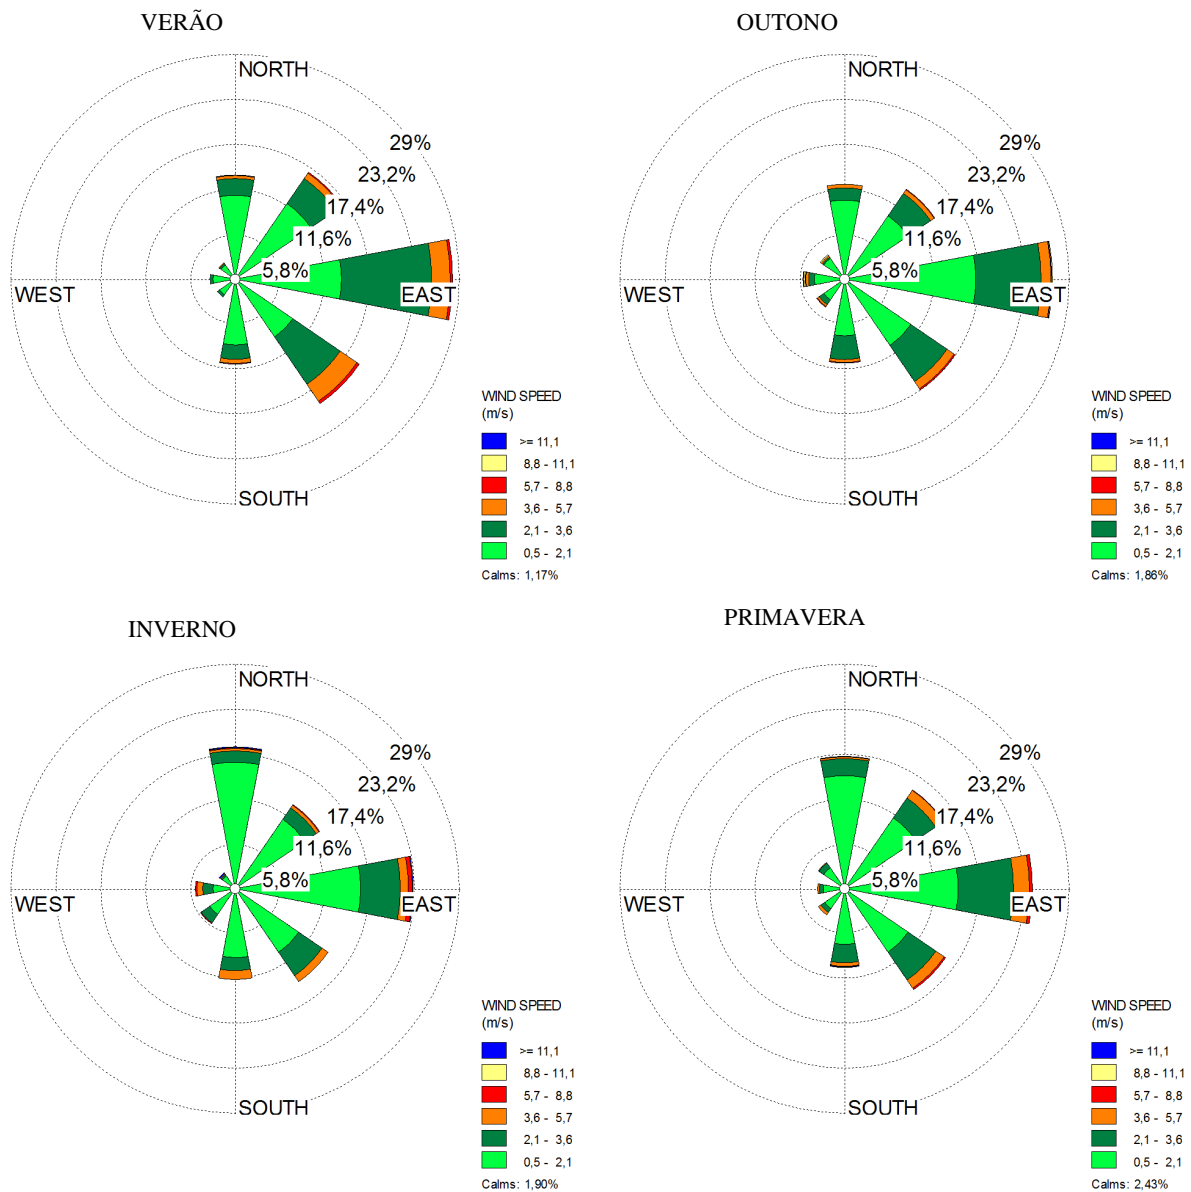 VERÃO
NORTH
29%
23,2%
17,4%
11,6%
5,8%
WEST
EAST
SOUTH
WIND SPEED
(m/s)
>= 11,1
8,8 - 11,1
5,7 - 8,8
3,6 - 5,7
2,1 - 3,6
0,5 - 2,1
Calms: 1,17%
OUTONO
NORTH
29%
23,2%
17,4%
11,6%
5,8%
WEST
EAST
SOUTH
WIND SPEED
(m/s)
>= 11,1
8,8 - 11,1
5,7 - 8,8
3,6 - 5,7
2,1 - 3,6
0,5 - 2,1
Calms: 1,86%
INVERNO
NORTH
29%
23,2%
17,4%
11,6%
5,8%
WEST
EAST
SOUTH
WIND SPEED
(m/s)
>= 11,1
8,8 - 11,1
5,7 - 8,8
3,6 - 5,7
2,1 - 3,6
0,5 - 2,1
Calms: 1,90%
PRIMAVERA
NORTH
29%
23,2%
17,4%
11,6%
5,8%
WEST
EAST
SOUTH
WIND SPEED
(m/s)
>= 11,1
8,8 - 11,1
5,7 - 8,8
3,6 - 5,7
2,1 - 3,6
0,5 - 2,1
Calms: 2,43%